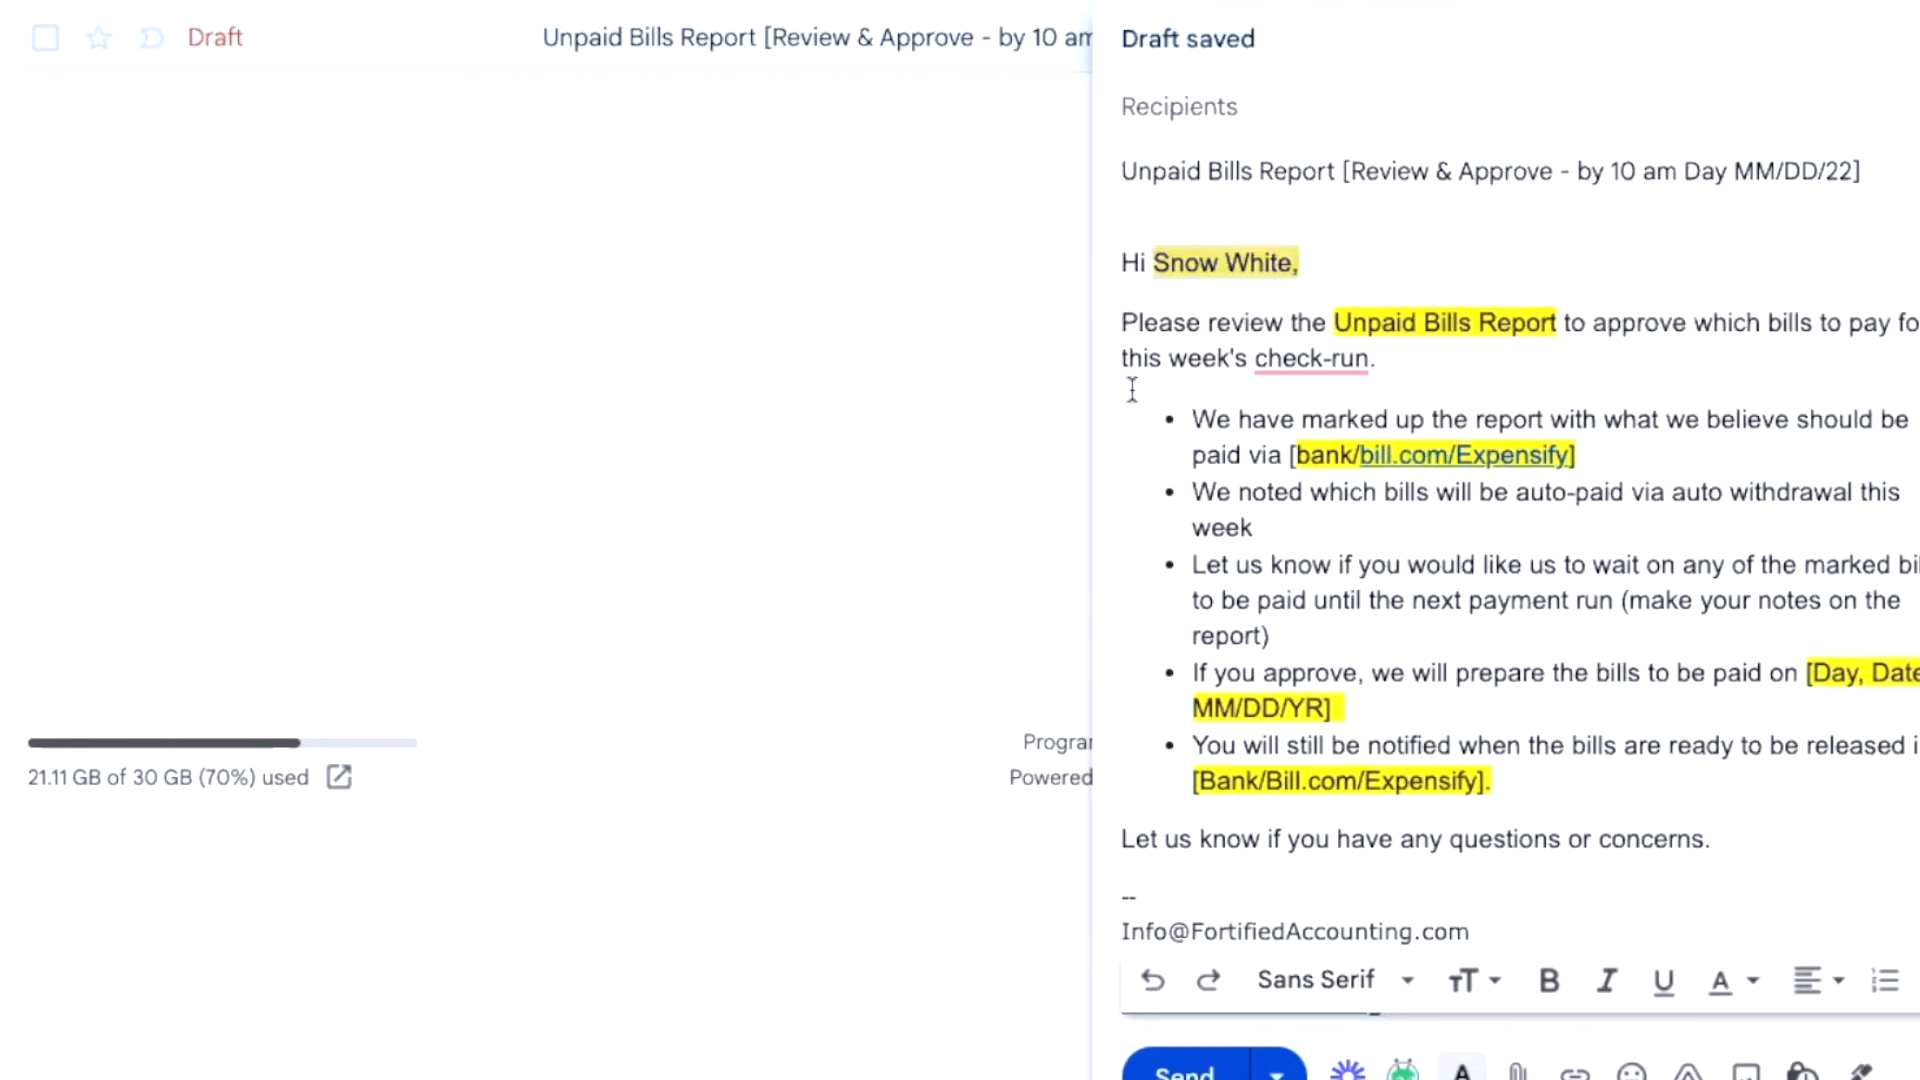 Draft
Unpaid Bills Report [Review & Approve - by 10 am
Draft saved
Recipients
Unpaid Bills Report [Review & Approve - by 10 am Day MM/DD/22]
Hi Snow White,
Please review the Unpaid Bills Report to approve which bills to pay fo
this week's check-run.
• We have marked up the report with what we believe should be
paid via [bank/bill.com/Expensify]
• We noted which bills will be auto-paid via auto withdrawal this
week
• Let us know if you would like us to wait on any of the marked bil
to be paid until the next payment run (make your notes on the
report)
• If you approve, we will prepare the bills to be paid on [Day, Date
MM/DD/YR]
• You will still be notified when the bills are ready to be released i
[Bank/Bill.com/Expensify].
Let us know if you have any questions or concerns.
--
Info@FortifiedAccounting.com
21.11 GB of 30 GB (70%) used
Progra
Powered
Sans Serif
Send